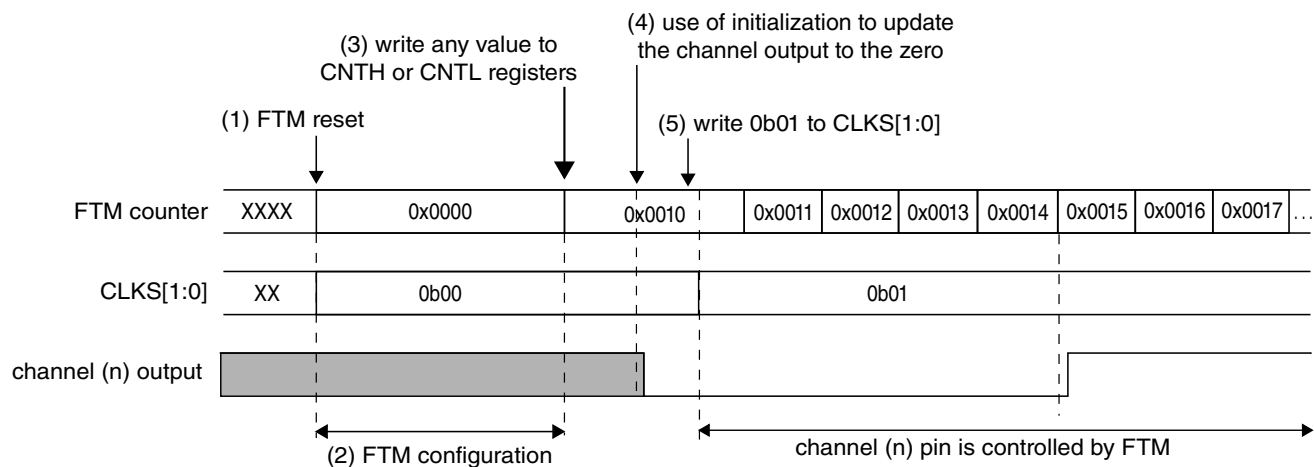 (4) use of initialization to update
the channel output to the zero
(3) write any value to
CNTH or CNTL registers
(1) FTM reset
(5) write 0b01 to CLKS[1:0]
FTM counter XXXX 0x0000 0x0010 0x0011 0x0012 0x0013 0x0014 0x0015 0x0016 0x0017 ...
CLKS[1:0] XX 0b00 0b01
channel (n) output
(2) FTM configuration
channel (n) pin is controlled by FTM